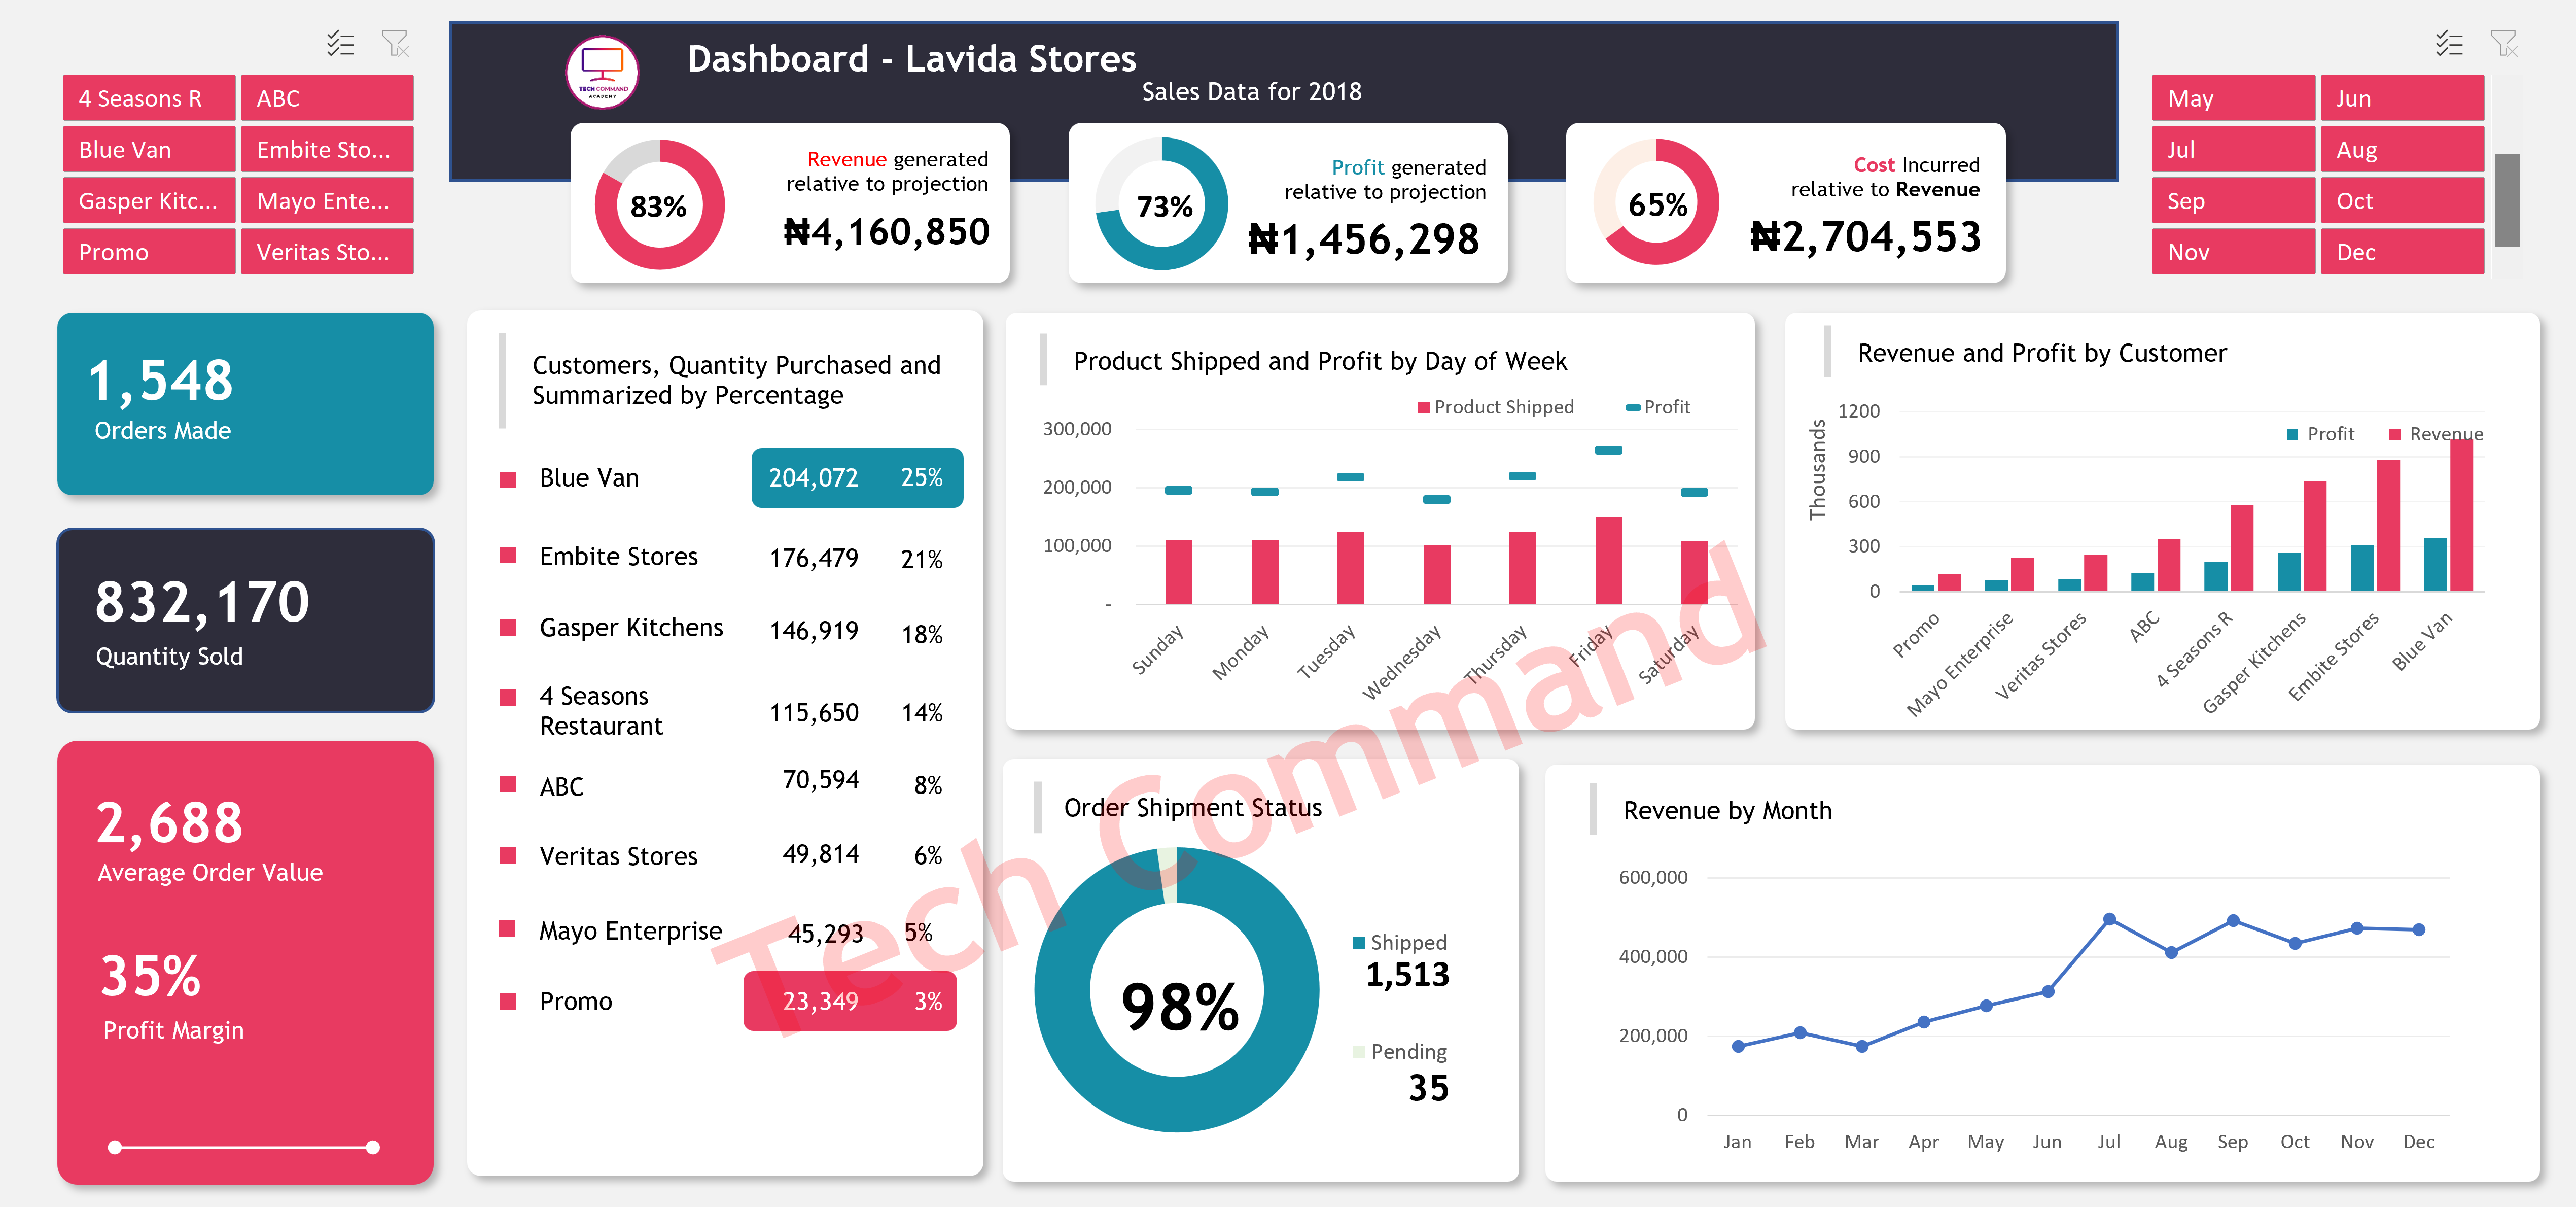 4 Seasons R
ABC
Blue Van
Embite Sto...
Gasper Kitc...
Mayo Ente...
Promo
Veritas Sto...
TECH COMMAND
ACADEMY
Dashboard - Lavida Stores
Sales Data for 2018
83%
Revenue generated
relative to projection
₦4,160,850
73%
Profit generated
relative to projection
₦1,456,298
65%
Cost Incurred
relative to Revenue
₦2,704,553
May
Jun
Jul
Aug
Sep
Oct
Nov
Dec
1,548
Orders Made
832,170
Quantity Sold
2,688
Average Order Value
35%
Profit Margin
Customers, Quantity Purchased and
Summarized by Percentage
Blue Van 204,072 25%
Embite Stores 176,479 21%
Gasper Kitchens 146,919 18%
4 Seasons
Restaurant 115,650 14%
ABC 70,594 8%
Veritas Stores 49,814 6%
Mayo Enterprise 45,293 5%
Promo 23,349 3%
Product Shipped and Profit by Day of Week
Product Shipped Profit
300,000
200,000
100,000
-
Sunday
Monday
Tuesday
Wednesday
Thursday
Friday
Saturday
Revenue and Profit by Customer
Thousands
Profit Revenue
1200
900
600
300
0
Promo
Mayo Enterprise
Veritas Stores
ABC
4 Seasons R
Gasper Kitchens
Embite Stores
Blue Van
Order Shipment Status
98%
Shipped
1,513
Pending
35
Revenue by Month
600,000
400,000
200,000
0
Jan Feb Mar Apr May Jun Jul Aug Sep Oct Nov Dec
Tech Command